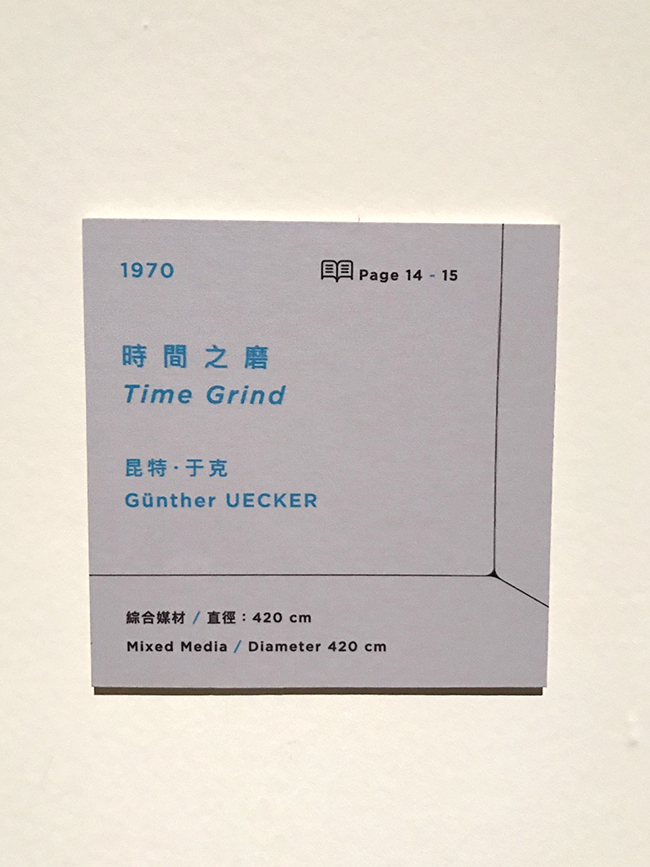 1970
Page 14 - 15
時間之磨
Time Grind
昆特·于克
Günther UECKER
綜合媒材 / 直徑：420 cm
Mixed Media / Diameter 420 cm